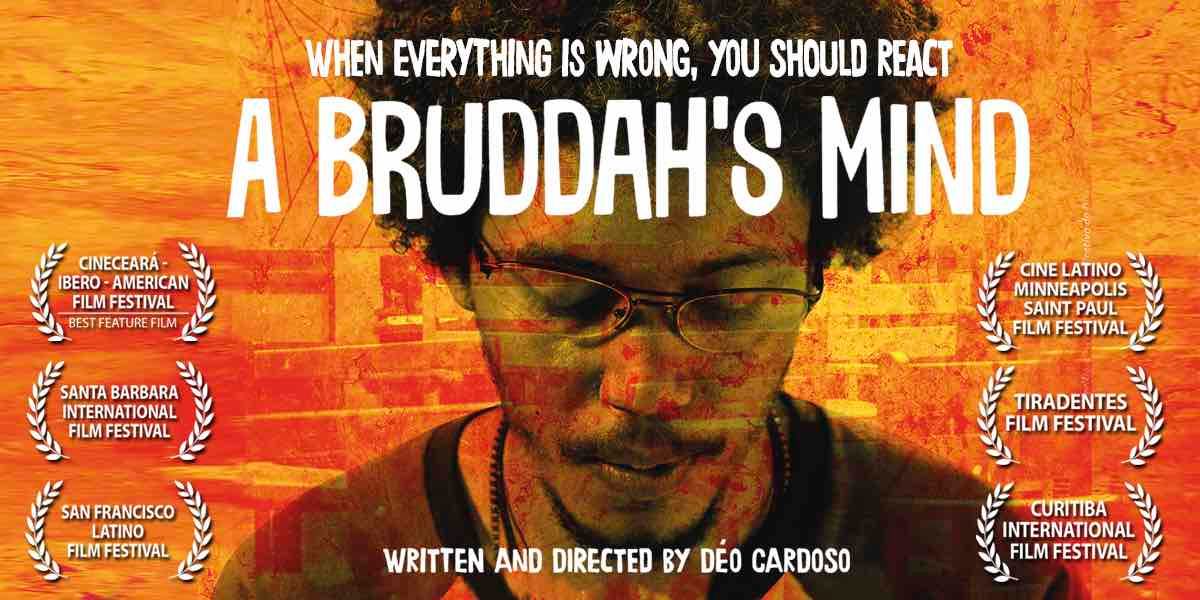 WHEN EVERYTHING IS WRONG, YOU SHOULD REACT
A BRUDDAH'S MIND
CINECEARÁ -
IBERO - AMERICAN
FILM FESTIVAL
BEST FEATURE FILM
SANTA BARBARA
INTERNATIONAL
FILM FESTIVAL
SAN FRANCISCO
LATINO
FILM FESTIVAL
CINE LATINO
MINNEAPOLIS
SAINT PAUL
FILM FESTIVAL
TIRADENTES
FILM FESTIVAL
CURITIBA
INTERNATIONAL
FILM FESTIVAL
WRITTEN AND DIRECTED BY DÉO CARDOSO